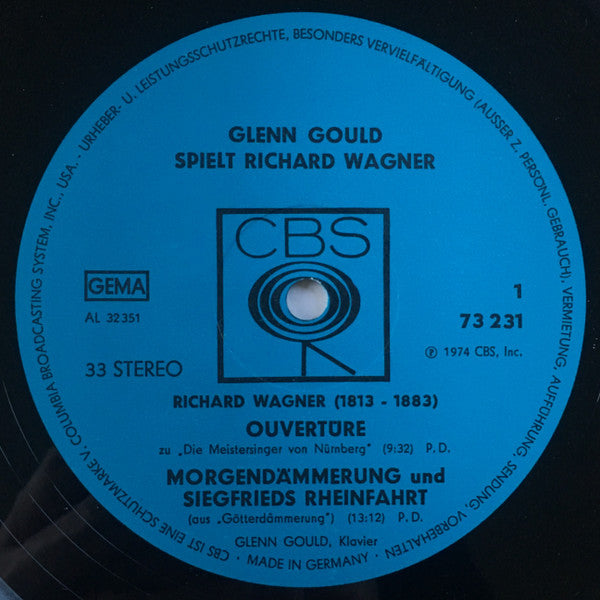 CBS IST EINE SCHUTZMARKE V. COLUMBIA BROADCASTING SYSTEM, INC., USA. - URHEBER- U. LEISTUNGSSCHUTZRECHTE, BESONDERS VERVIELFÄLTIGUNG (AUSSER Z. PERSÖNL. GEBRAUCH), VERMIETUNG, AUFFÜHRUNG, SENDUNG, VORBEHALTEN
GLENN GOULD
SPIELT RICHARD WAGNER
CBS
GEMA
AL 32 351
33 STEREO
1
73 231
℗ 1974 CBS, Inc.
RICHARD WAGNER (1813 - 1883)
OUVERTÜRE
zu „Die Meistersinger von Nürnberg" (9:32) P. D.
MORGENDÄMMERUNG und
SIEGFRIEDS RHEINFAHRT
(aus „Götterdämmerung") (13:12) P. D.
GLENN GOULD, Klavier
• MADE IN GERMANY •